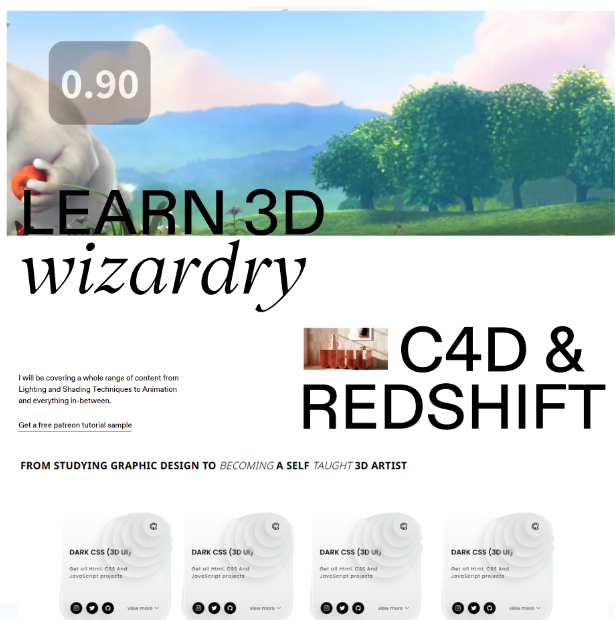 0.90
LEARN 3D
wizardry
C4D &
REDSHIFT
I will be covering a whole range of content from
Lighting and Shading Techniques to Animation
and everything in-between.
Get a free patreon tutorial sample
FROM STUDYING GRAPHIC DESIGN TO BECOMING A SELF TAUGHT 3D ARTIST
DARK CSS (3D UI)
Get all Html, CSS And
JavaScript projects
view more
DARK CSS (3D UI)
Get all Html, CSS And
JavaScript projects
view more
DARK CSS (3D UI)
Get all Html, CSS And
JavaScript projects
view more
DARK CSS (3D UI)
Get all Html, CSS And
JavaScript projects
view more